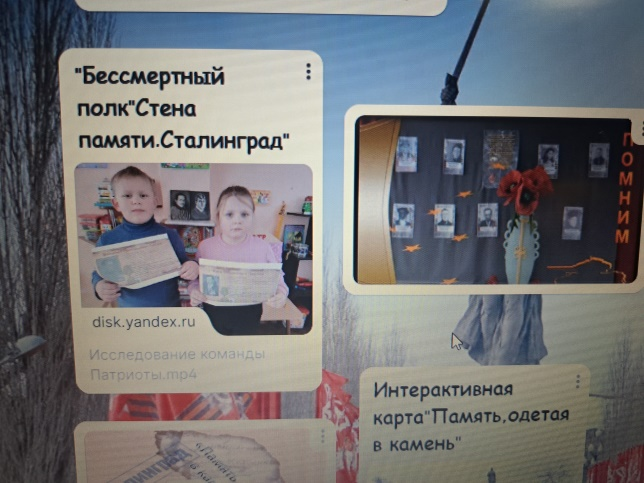 "Бессмертный
полк"Стена
памяти.Сталинград"
disk.yandex.ru
Исследование команды
Патриоты.mp4
ПОМНИМ
Интерактивная
карта"Память,одетая
в камень"